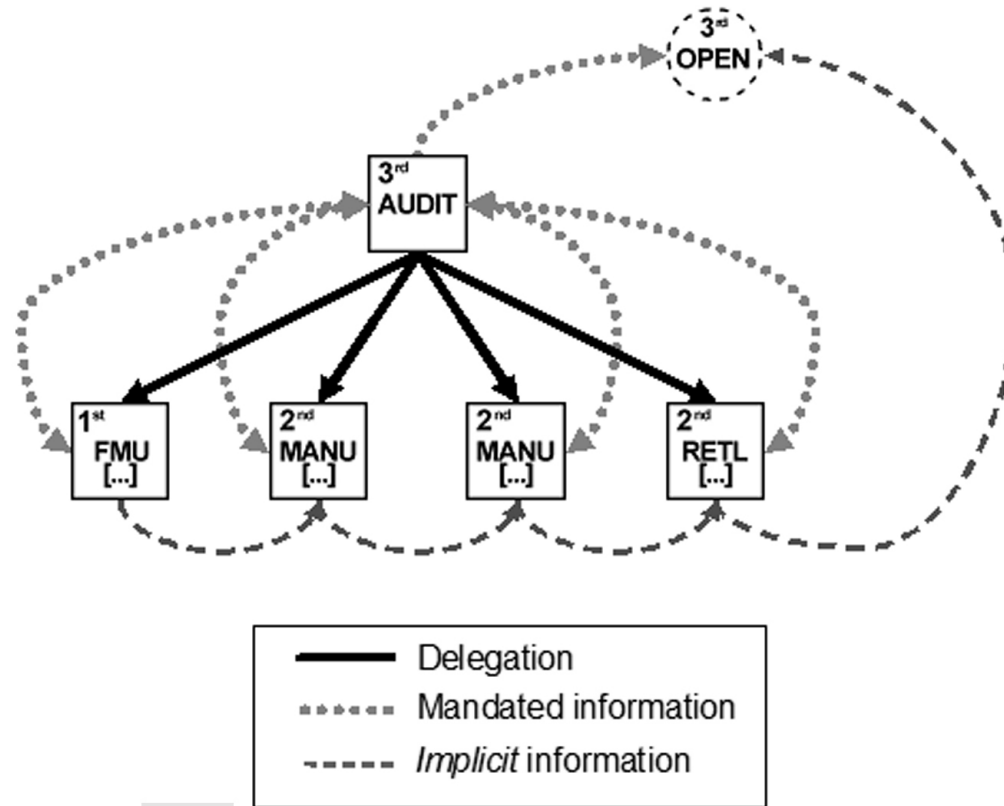 3rd
OPEN
3rd
AUDIT
1st
FMU
[...]
2nd
MANU
[...]
2nd
MANU
[...]
2nd
RETL
[...]
Delegation
Mandated information
Implicit information